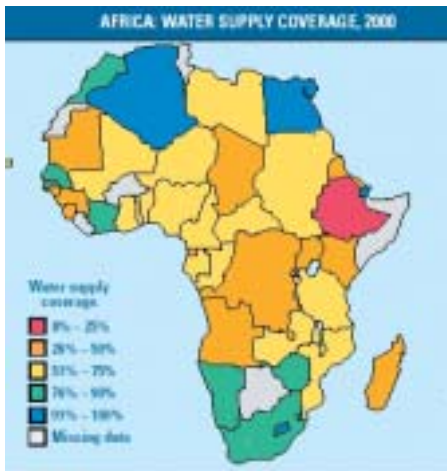 AFRICA: WATER SUPPLY COVERAGE, 2000
Water supply
coverage
0% – 25%
26% – 50%
51% – 75%
76% – 90%
91% – 100%
Missing data